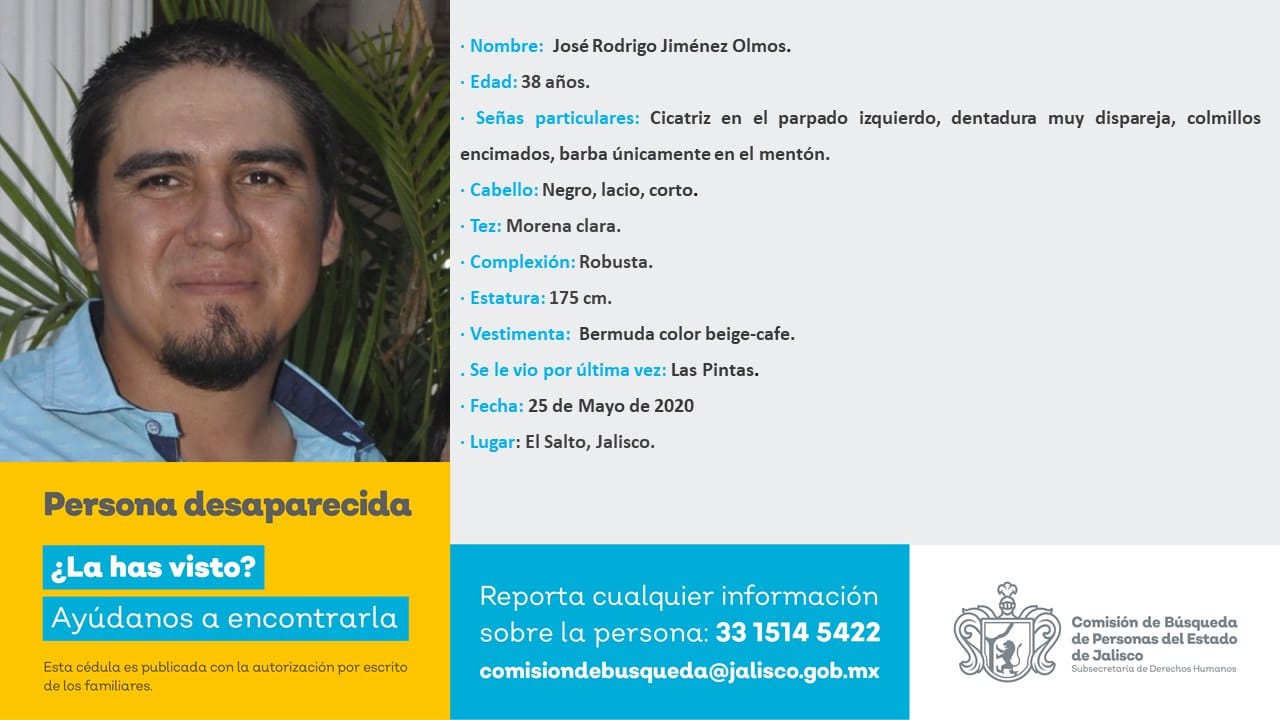 · Nombre: José Rodrigo Jiménez Olmos.
· Edad: 38 años.
· Señas particulares: Cicatriz en el parpado izquierdo, dentadura muy dispareja, colmillos
encimados, barba únicamente en el mentón.
· Cabello: Negro, lacio, corto.
· Tez: Morena clara.
· Complexión: Robusta.
· Estatura: 175 cm.
· Vestimenta: Bermuda color beige-cafe.
. Se le vio por última vez: Las Pintas.
· Fecha: 25 de Mayo de 2020
· Lugar: El Salto, Jalisco.
Persona desaparecida
¿La has visto?
Ayúdanos a encontrarla
Esta cédula es publicada con la autorización por escrito
de los familiares.
Reporta cualquier información
sobre la persona: 33 1514 5422
comisiondebusqueda@jalisco.gob.mx
Comisión de Búsqueda
de Personas del Estado
de Jalisco
Subsecretaría de Derechos Humanos